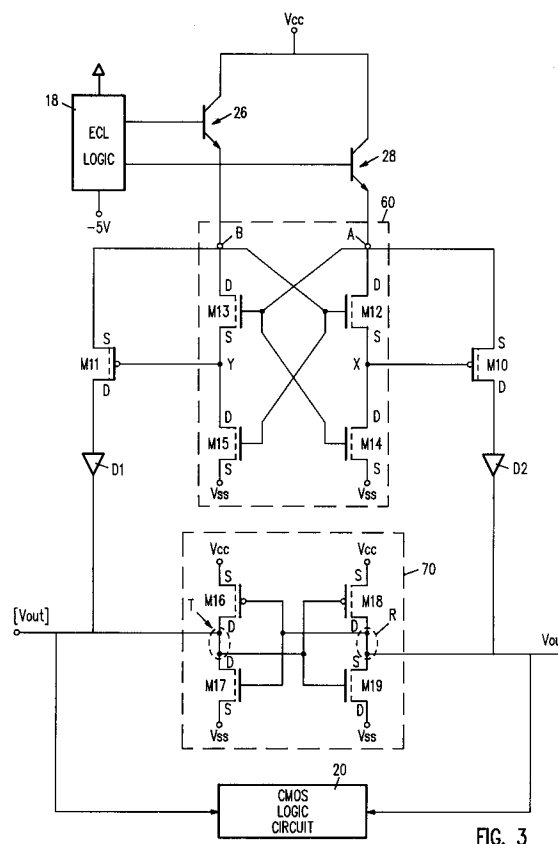 Vcc
18
ECL
LOGIC
-5V
26
28
60
B
A
D
D
M13
M12
S
S
S
S
M11
Y
X
M10
D
D
D
D
M15
M14
S
S
Vss
Vss
D1
D2
Vcc
Vcc
70
S
S
[Vout]
T
M16
M18
R
D
D
Vou
D
S
M17
M19
S
D
Vss
Vss
20
CMOS
LOGIC
CIRCUIT
FIG. 3